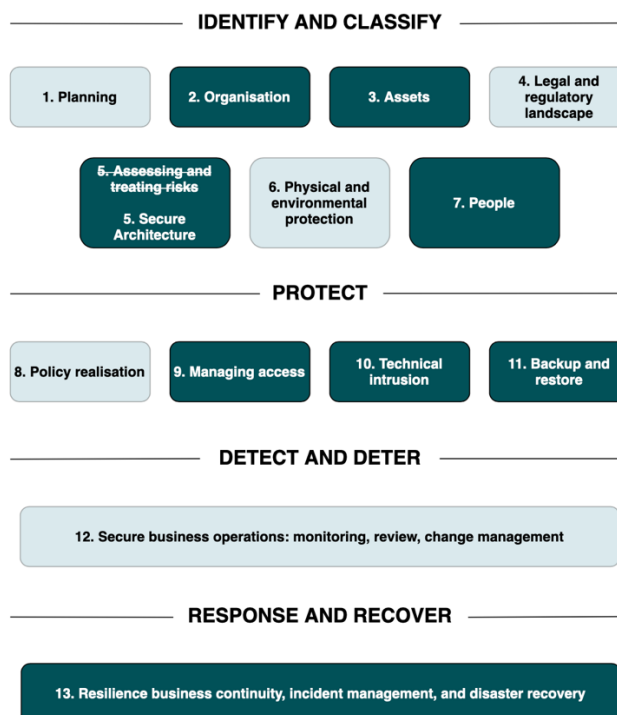 IDENTIFY AND CLASSIFY
1. Planning
2. Organisation
3. Assets
4. Legal and
regulatory
landscape
5. Assessing and
treating risks
5. Secure
Architecture
6. Physical and
environmental
protection
7. People
PROTECT
8. Policy realisation
9. Managing access
10. Technical
intrusion
11. Backup and
restore
DETECT AND DETER
12. Secure business operations: monitoring, review, change management
RESPONSE AND RECOVER
13. Resilience business continuity, incident management, and disaster recovery